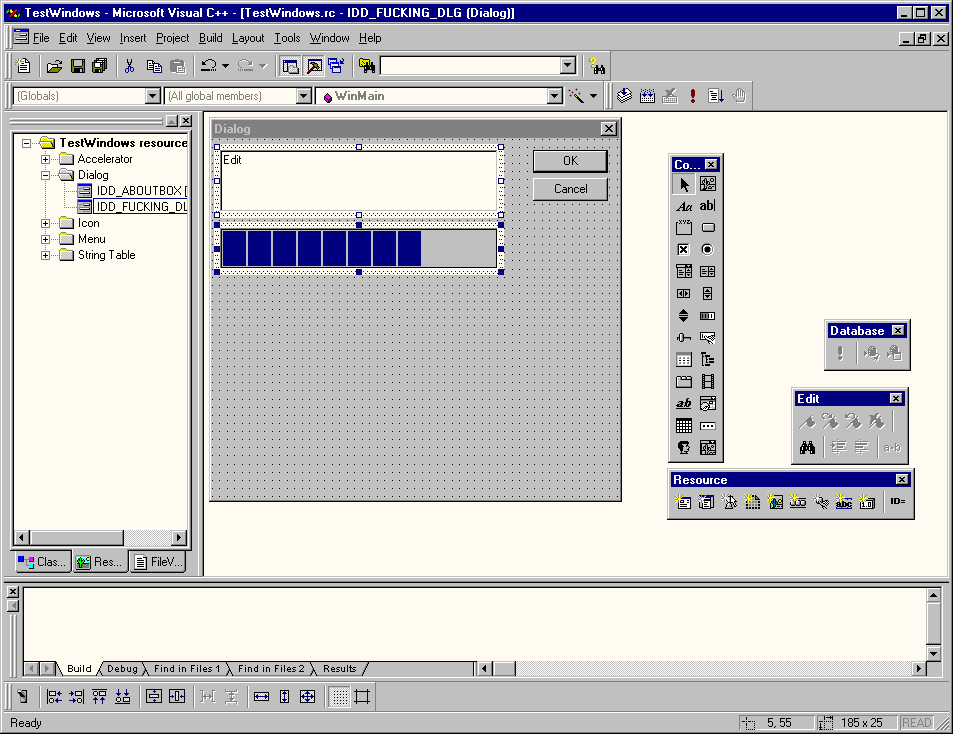 TestWindows - Microsoft Visual C++ - [TestWindows.rc - IDD_FUCKING_DLG (Dialog)]
File Edit View Insert Project Build Layout Tools Window Help
(Globals) (All global members) WinMain
TestWindows resource
Accelerator
Dialog
IDD_ABOUTBOX [
IDD_FUCKING_DL
Icon
Menu
String Table
Clas... Res... FileV...
Dialog
Edit
OK
Cancel
Co...
Aa ab|
xyz
ab
Database
Edit
a-b
Resource
abc ID=
Build Debug Find in Files 1 Find in Files 2 Results
Ready 5, 55 185 x 25 READ